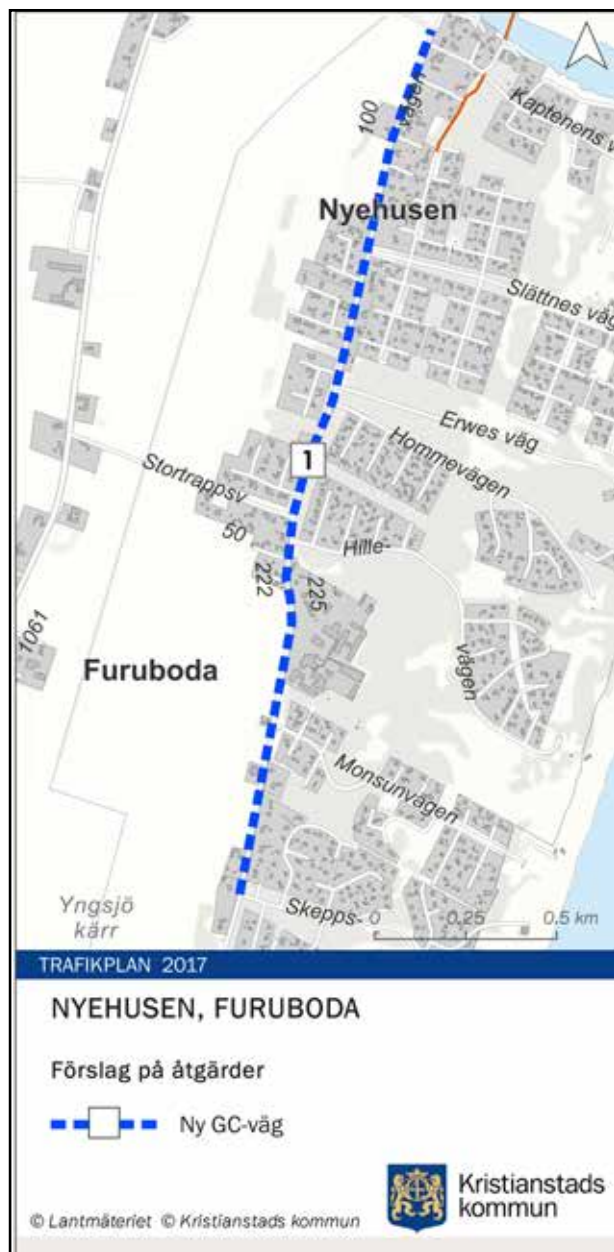 vägen
Kaptenens v
100
Nyehusen
Slättnes väg
Erwes väg
1
Hommevägen
Stortrappsv
50
Hille-
222
225
1061
vägen
Furuboda
Monsunvägen
Yngsjö
kärr
Skepps-
0 0.25 0.5 km
TRAFIKPLAN 2017
NYEHUSEN, FURUBODA
Förslag på åtgärder
Ny GC-väg
Kristianstads
kommun
© Lantmäteriet © Kristianstads kommun